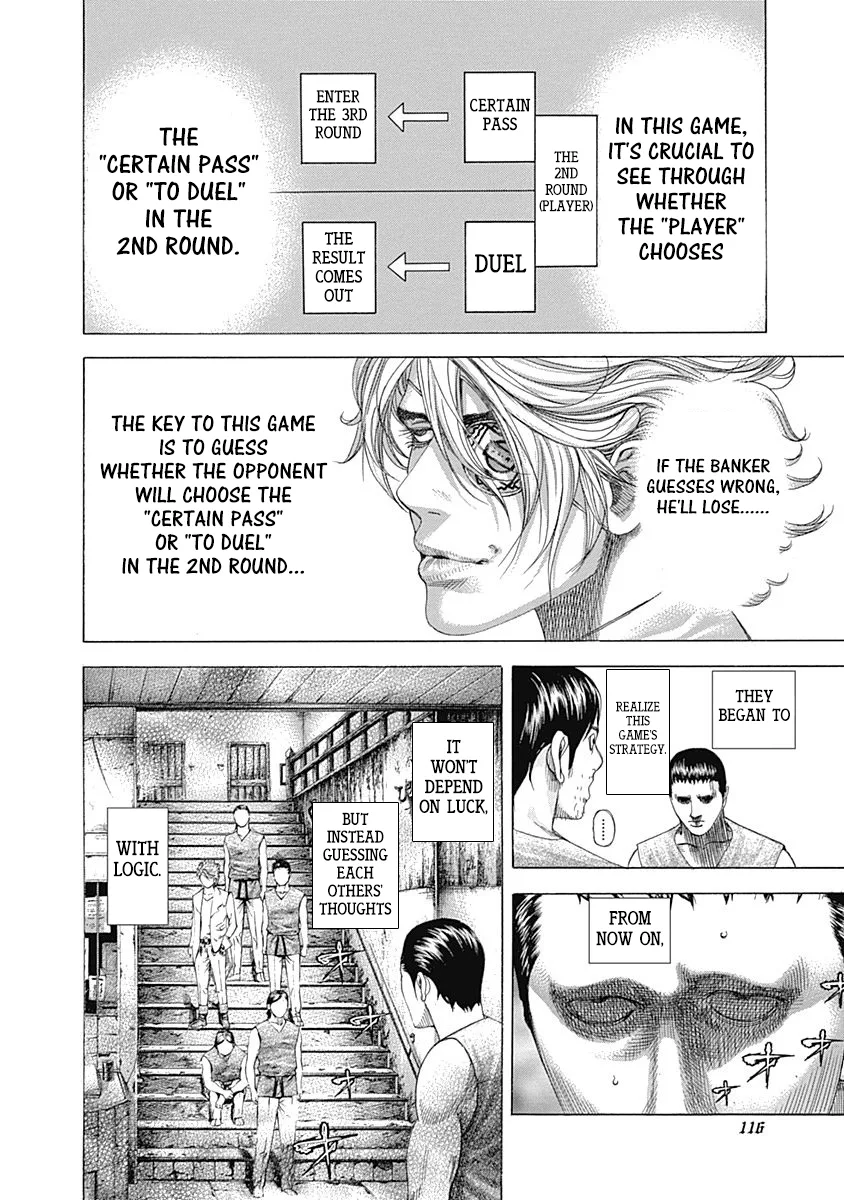 IN THIS GAME,
IT'S CRUCIAL TO
SEE THROUGH
WHETHER
THE "PLAYER"
CHOOSES
THE
2ND
ROUND
(PLAYER)
CERTAIN
PASS
ENTER
THE 3RD
ROUND
DUEL
THE
RESULT
COMES
OUT
THE
"CERTAIN PASS"
OR "TO DUEL"
IN THE
2ND ROUND.
IF THE BANKER
GUESSES WRONG,
HE'LL LOSE......
THE KEY TO THIS GAME
IS TO GUESS
WHETHER THE OPPONENT
WILL CHOOSE THE
"CERTAIN PASS"
OR "TO DUEL"
IN THE 2ND ROUND...
THEY
BEGAN TO
REALIZE
THIS
GAME'S
STRATEGY.
......
FROM
NOW ON,
IT
WON'T
DEPEND
ON LUCK,
BUT
INSTEAD
GUESSING
EACH
OTHERS'
THOUGHTS
WITH
LOGIC.
116